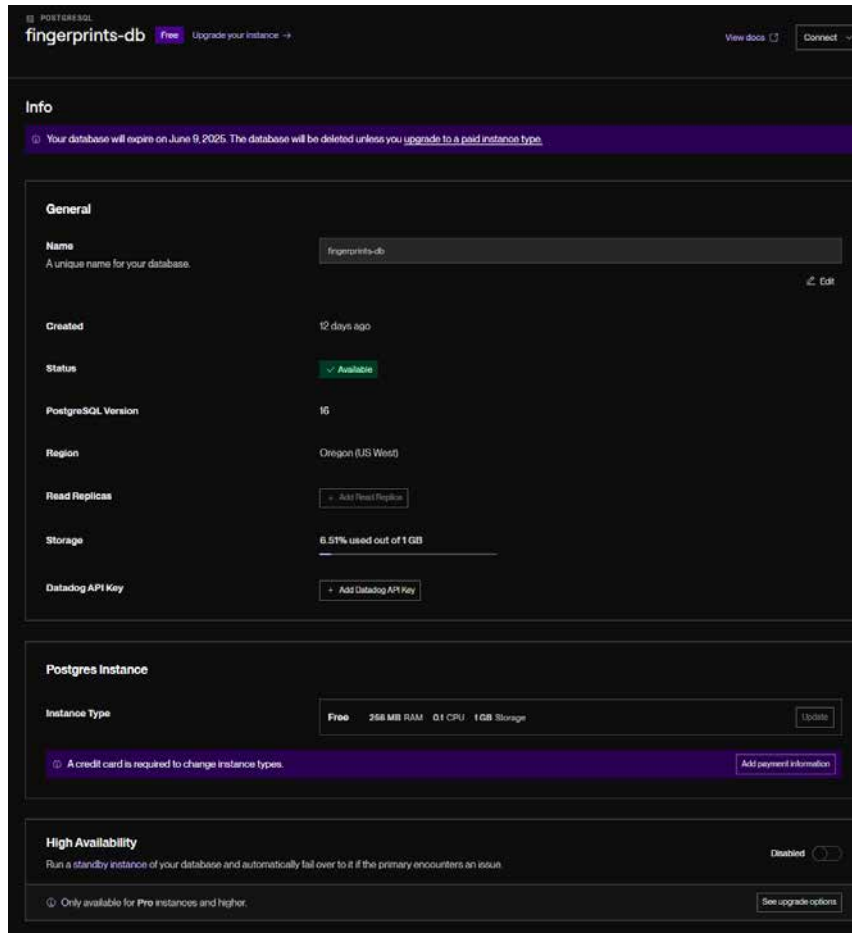 POSTGRESQL
fingerprints-db Free Upgrade your instance → View docs Connect
Info
Your database will expire on June 9, 2025. The database will be deleted unless you upgrade to a paid instance type.
General
Name
A unique name for your database.
fingerprints-db
Edit
Created 12 days ago
Status ✓ Available
PostgreSQL Version 16
Region Oregon (US West)
Read Replicas + Add Read Replica
Storage 6.51% used out of 1 GB
Datadog API Key + Add Datadog API Key
Postgres Instance
Instance Type Free 256 MB RAM 0.1 CPU 1 GB Storage Update
A credit card is required to change instance types. Add payment information
High Availability
Run a standby instance of your database and automatically fail over to it if the primary encounters an issue. Disabled
Only available for Pro instances and higher. See upgrade options